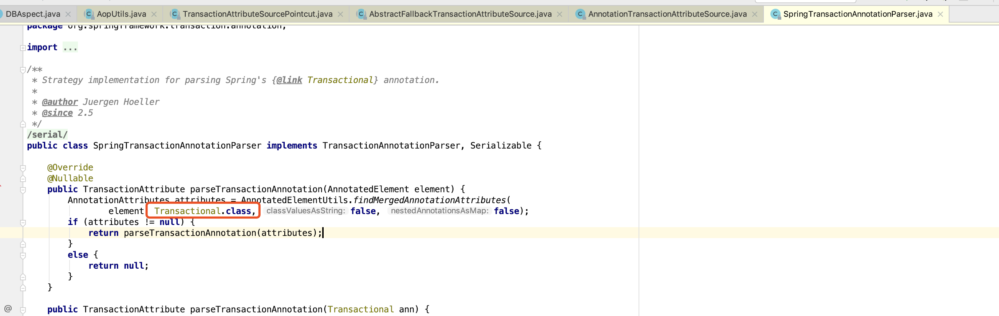 DBAspect.java AopUtils.java TransactionAttributeSourcePointcut.java AbstractFallbackTransactionAttributeSource.java AnnotationTransactionAttributeSource.java SpringTransactionAnnotationParser.java
package org.springframework.transaction.annotation;
import ...
/**
* Strategy implementation for parsing Spring's {@link Transactional} annotation.
*
* @author Juergen Hoeller
* @since 2.5
*/
/serial/
public class SpringTransactionAnnotationParser implements TransactionAnnotationParser, Serializable {
@Override
@Nullable
public TransactionAttribute parseTransactionAnnotation(AnnotatedElement element) {
AnnotationAttributes attributes = AnnotatedElementUtils.findMergedAnnotationAttributes(
element Transactional.class, classValuesAsString: false, nestedAnnotationsAsMap: false);
if (attributes != null) {
return parseTransactionAnnotation(attributes);
}
else {
return null;
}
}
@ public TransactionAttribute parseTransactionAnnotation(Transactional ann) {